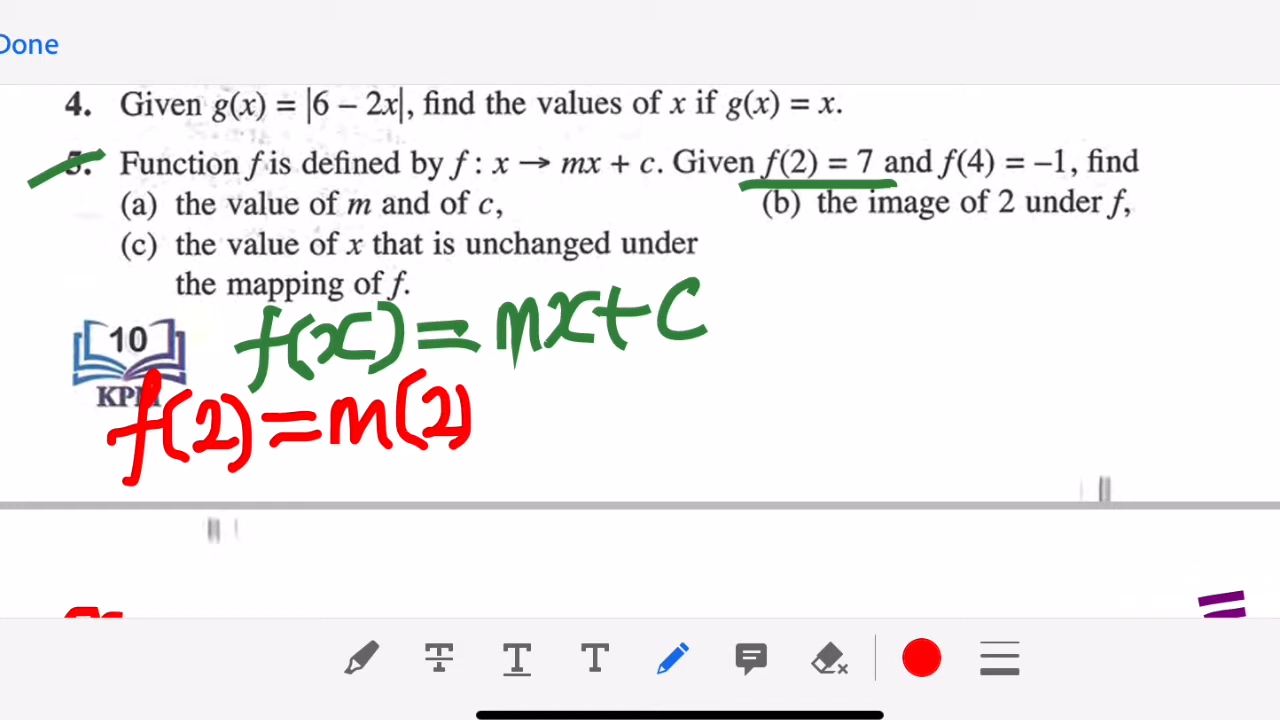 Done
4. Given g(x) = |6 – 2x|, find the values of x if g(x) = x.
5. Function f is defined by f : x → mx + c. Given f(2) = 7 and f(4) = –1, find
(a) the value of m and of c, (b) the image of 2 under f,
(c) the value of x that is unchanged under
the mapping of f.
f(x)=mx+c
10
KPM
f(2)=m(2)
T T T